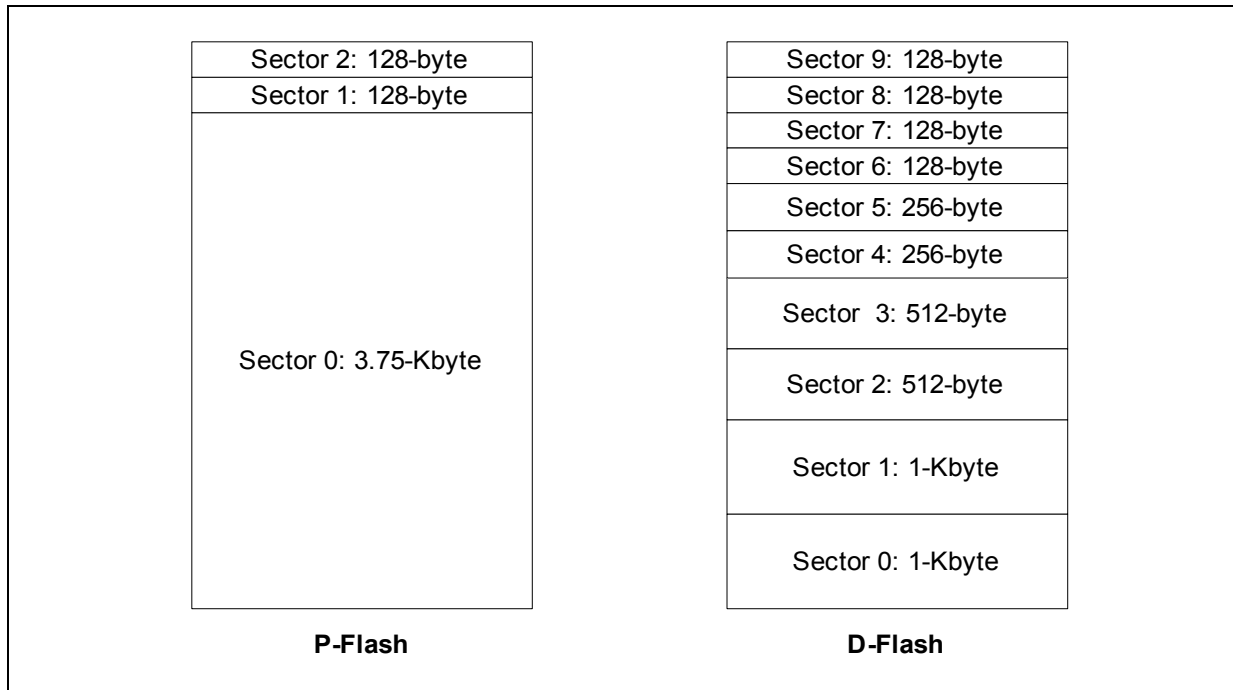 Sector 2: 128-byte
Sector 1: 128-byte
Sector 0: 3.75-Kbyte
P-Flash
Sector 9: 128-byte
Sector 8: 128-byte
Sector 7: 128-byte
Sector 6: 128-byte
Sector 5: 256-byte
Sector 4: 256-byte
Sector 3: 512-byte
Sector 2: 512-byte
Sector 1: 1-Kbyte
Sector 0: 1-Kbyte
D-Flash